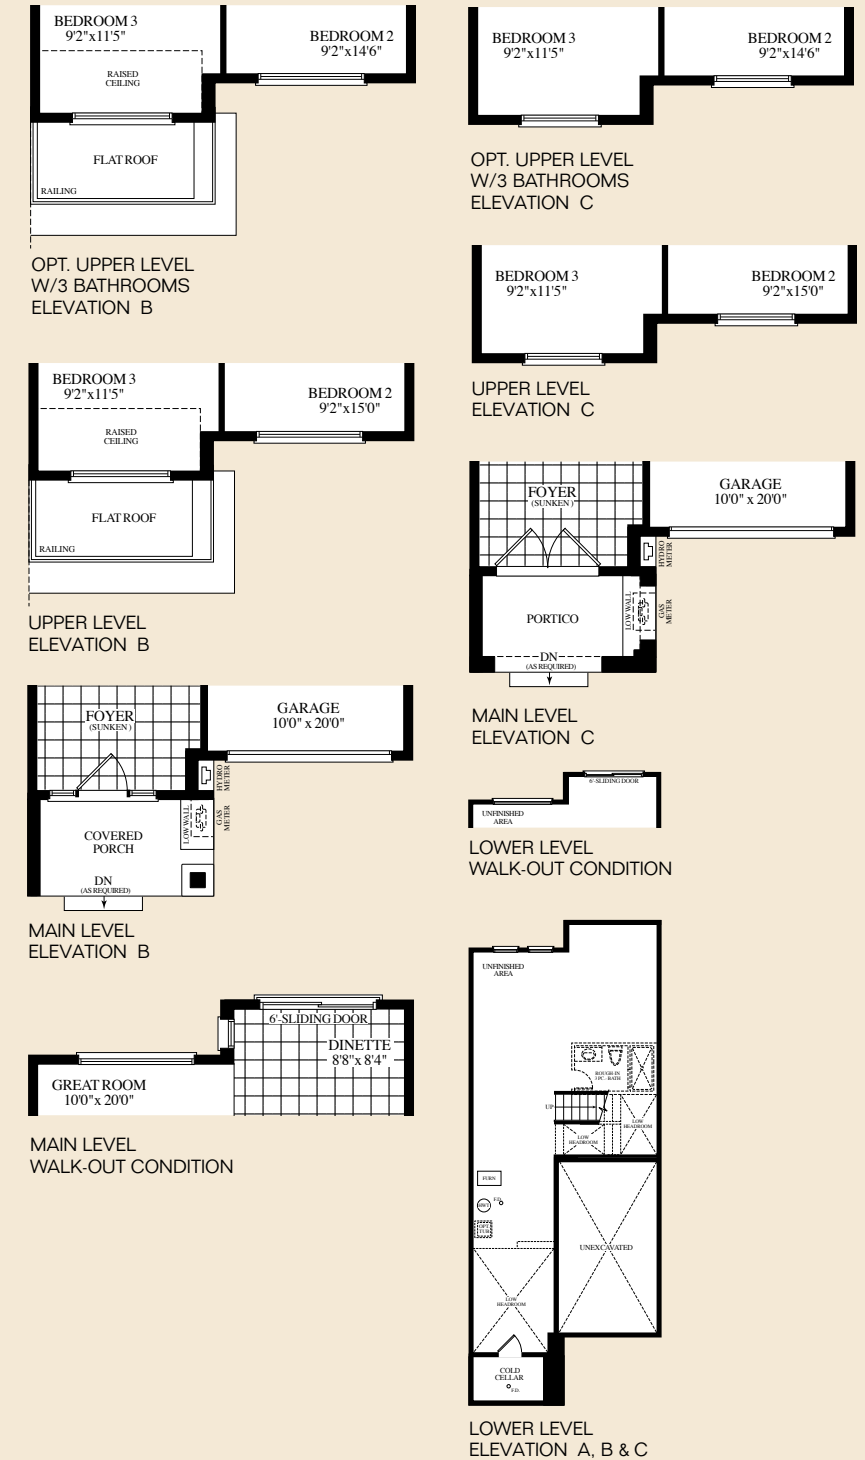 BEDROOM 3
9'2"x11'5"
BEDROOM 2
9'2"x14'6"
RAISED
CEILING
FLAT ROOF
RAILING
OPT. UPPER LEVEL
W/3 BATHROOMS
ELEVATION B
BEDROOM 3
9'2"x11'5"
BEDROOM 2
9'2"x15'0"
RAISED
CEILING
FLAT ROOF
RAILING
UPPER LEVEL
ELEVATION B
FOYER
(SUNKEN)
GARAGE
10'0" x 20'0"
HYDRO
METER
LOW WALL
GAS
METER
COVERED
PORCH
DN
(AS REQUIRED)
MAIN LEVEL
ELEVATION B
6'-SLIDING DOOR
DINETTE
8'8"x 8'4"
GREAT ROOM
10'0"x 20'0"
MAIN LEVEL
WALK-OUT CONDITION
BEDROOM 3
9'2"x11'5"
BEDROOM 2
9'2"x14'6"
OPT. UPPER LEVEL
W/3 BATHROOMS
ELEVATION C
BEDROOM 3
9'2"x11'5"
BEDROOM 2
9'2"x15'0"
UPPER LEVEL
ELEVATION C
FOYER
(SUNKEN)
GARAGE
10'0" x 20'0"
HYDRO
METER
LOW WALL
GAS
METER
PORTICO
DN
(AS REQUIRED)
MAIN LEVEL
ELEVATION C
6'-SLIDING DOOR
UNFINISHED
AREA
LOWER LEVEL
WALK-OUT CONDITION
UNFINISHED
AREA
ROUGH-IN
3 PC. - BATH
UP
LOW
HEADROOM
LOW
HEADROOM
FURN
HWT
F.D.
OPT
TUB
UNEXCAVATED
LOW
HEADROOM
COLD
CELLAR
F.D.
LOWER LEVEL
ELEVATION A, B & C